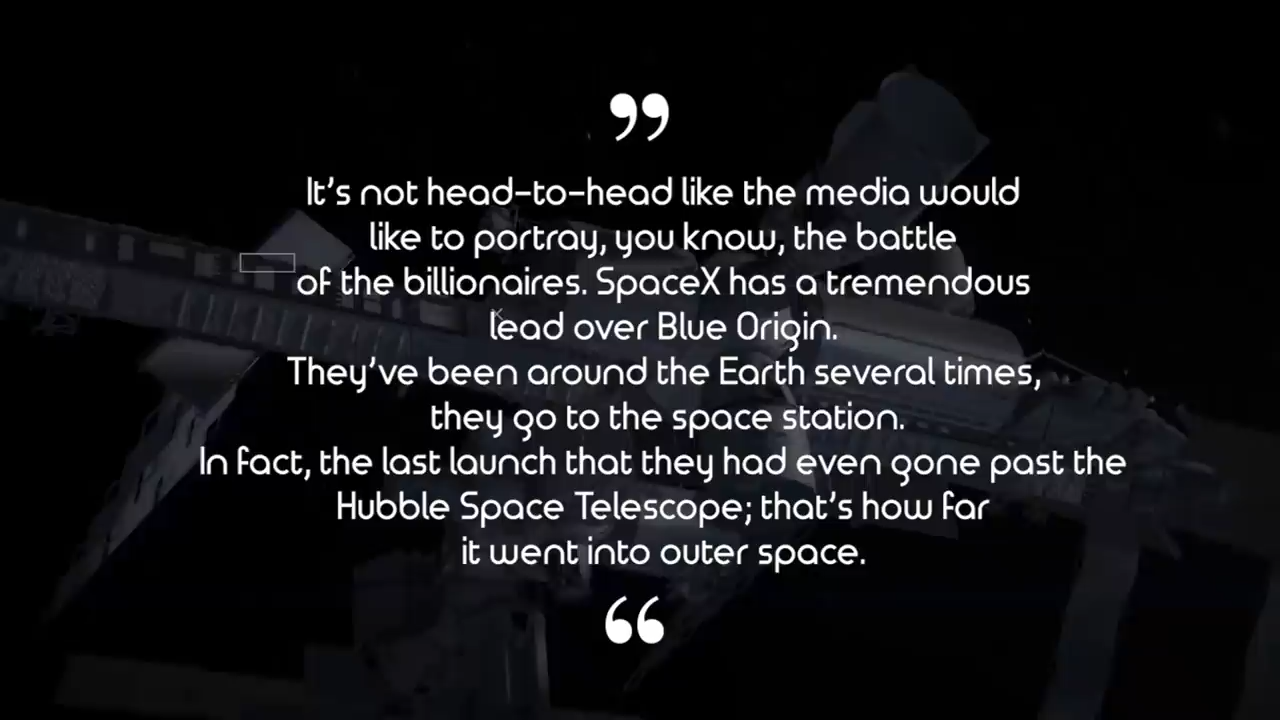 ”
It’s not head-to-head like the media would
like to portray, you know, the battle
of the billionaires. SpaceX has a tremendous
lead over Blue Origin.
They’ve been around the Earth several times,
they go to the space station.
In fact, the last launch that they had even gone past the
Hubble Space Telescope; that’s how far
it went into outer space.
“